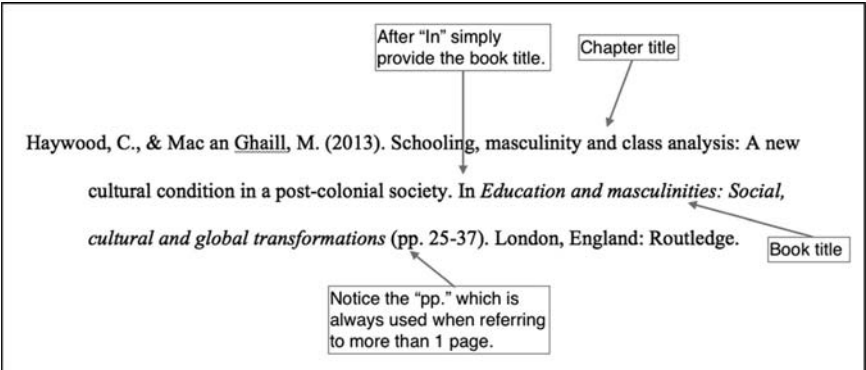 After “In” simply
provide the book title.
Chapter title
Haywood, C., & Mac an Ghaill, M. (2013). Schooling, masculinity and class analysis: A new
cultural condition in a post-colonial society. In Education and masculinities: Social,
cultural and global transformations (pp. 25-37). London, England: Routledge.
Book title
Notice the “pp.” which is
always used when referring
to more than 1 page.